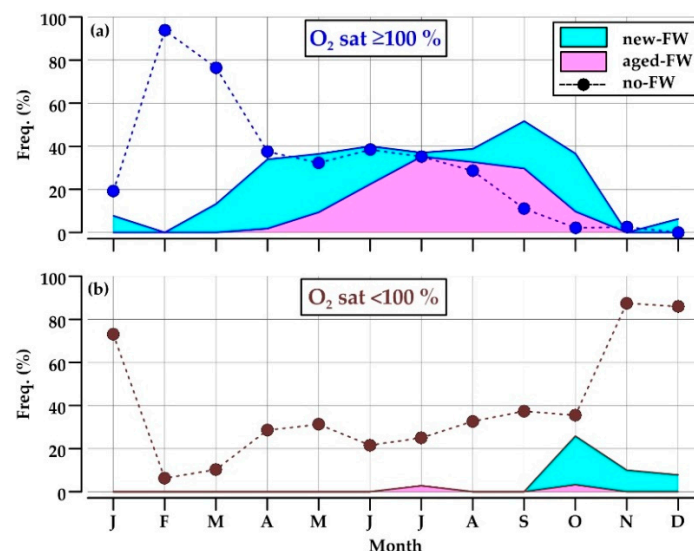 (a)
O₂ sat ≥100 %
new-FW
aged-FW
no-FW
Freq. (%)
100
80
60
40
20
0
(b)
O₂ sat <100 %
Freq. (%)
100
80
60
40
20
0
J F M A M J J A S O N D
Month